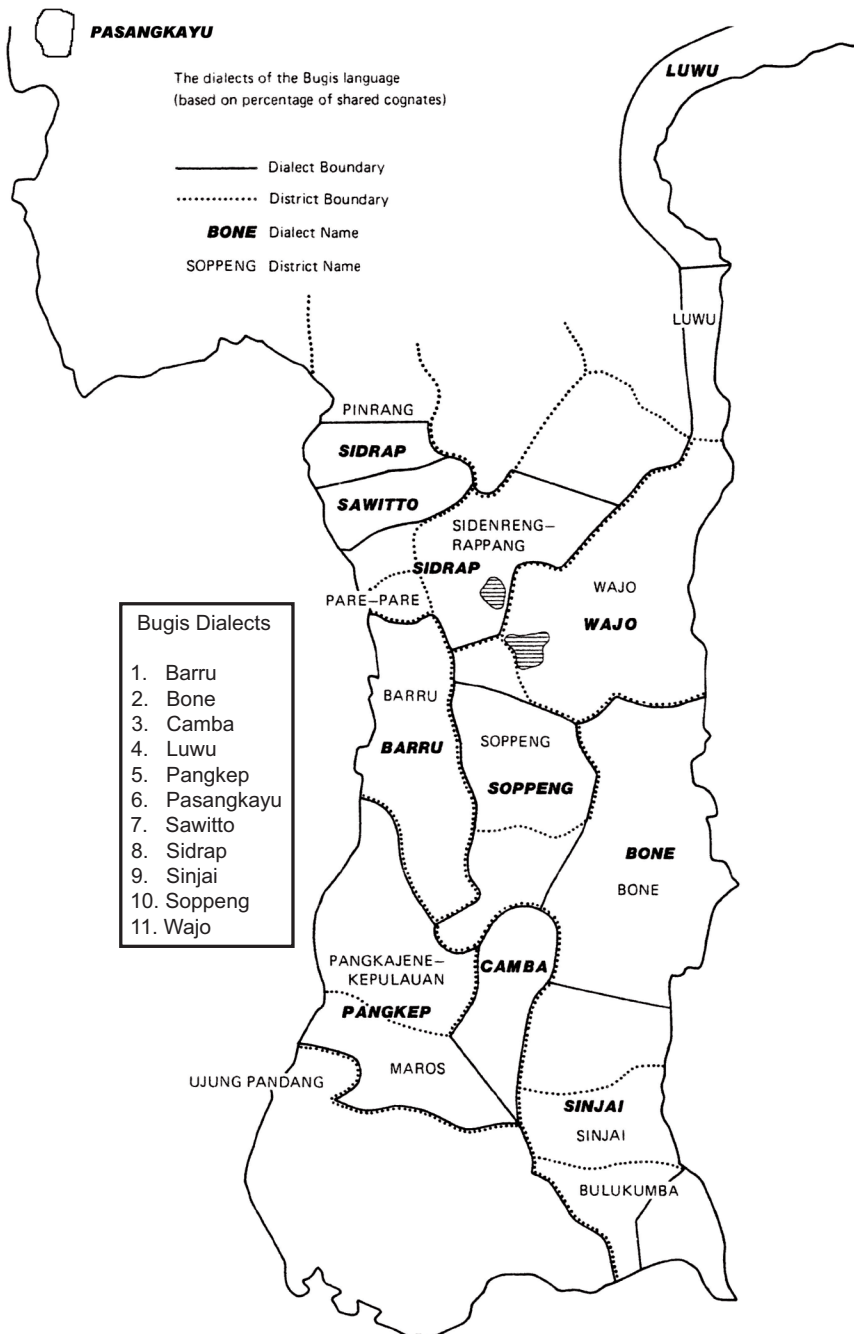 PASANGKAYU
The dialects of the Bugis language
(based on percentage of shared cognates)
Dialect Boundary
District Boundary
BONE Dialect Name
SOPPENG District Name
LUWU
LUWU
PINRANG
SIDRAP
SAWITTO
SIDENRENG–
RAPPANG
SIDRAP
PARE–PARE
WAJO
WAJO
Bugis Dialects
1. Barru
2. Bone
3. Camba
4. Luwu
5. Pangkep
6. Pasangkayu
7. Sawitto
8. Sidrap
9. Sinjai
10. Soppeng
11. Wajo
BARRU
BARRU
SOPPENG
SOPPENG
BONE
BONE
PANGKAJENE–
KEPULAUAN
CAMBA
PANGKEP
MAROS
UJUNG PANDANG
SINJAI
SINJAI
BULUKUMBA